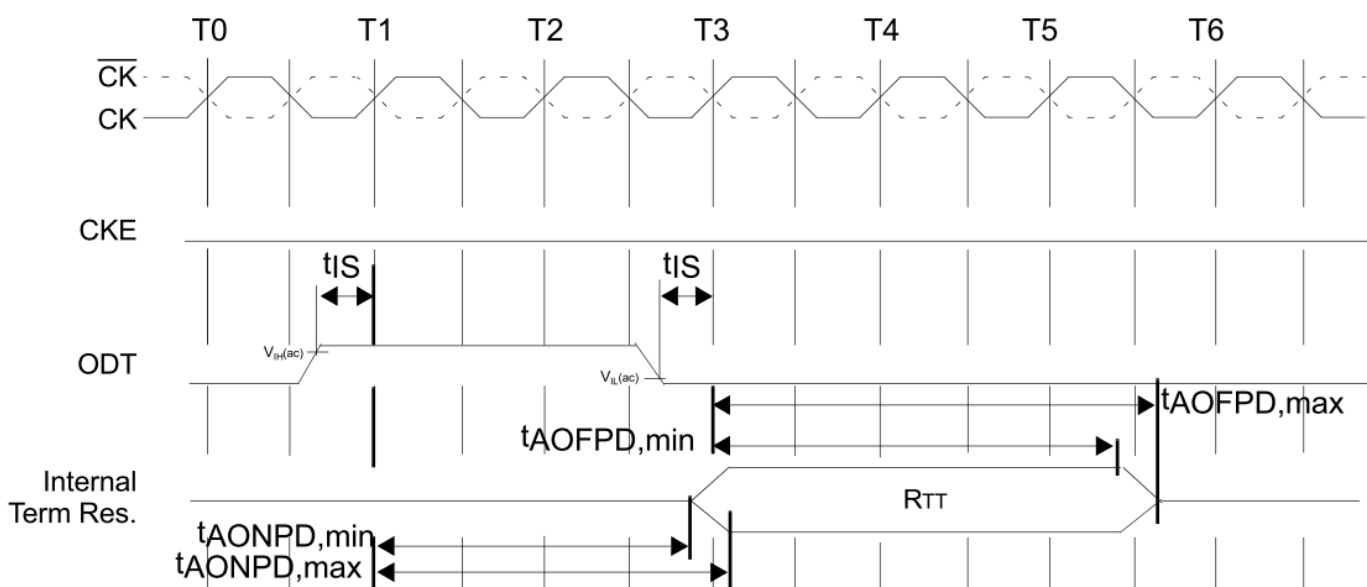 T0 T1 T2 T3 T4 T5 T6
CK
CK
CKE
tIS tIS
VIH(ac)
ODT
VIL(ac)
tAOFPD,max
tAOFPD,min
Internal
Term Res.
RTT
tAONPD,min
tAONPD,max